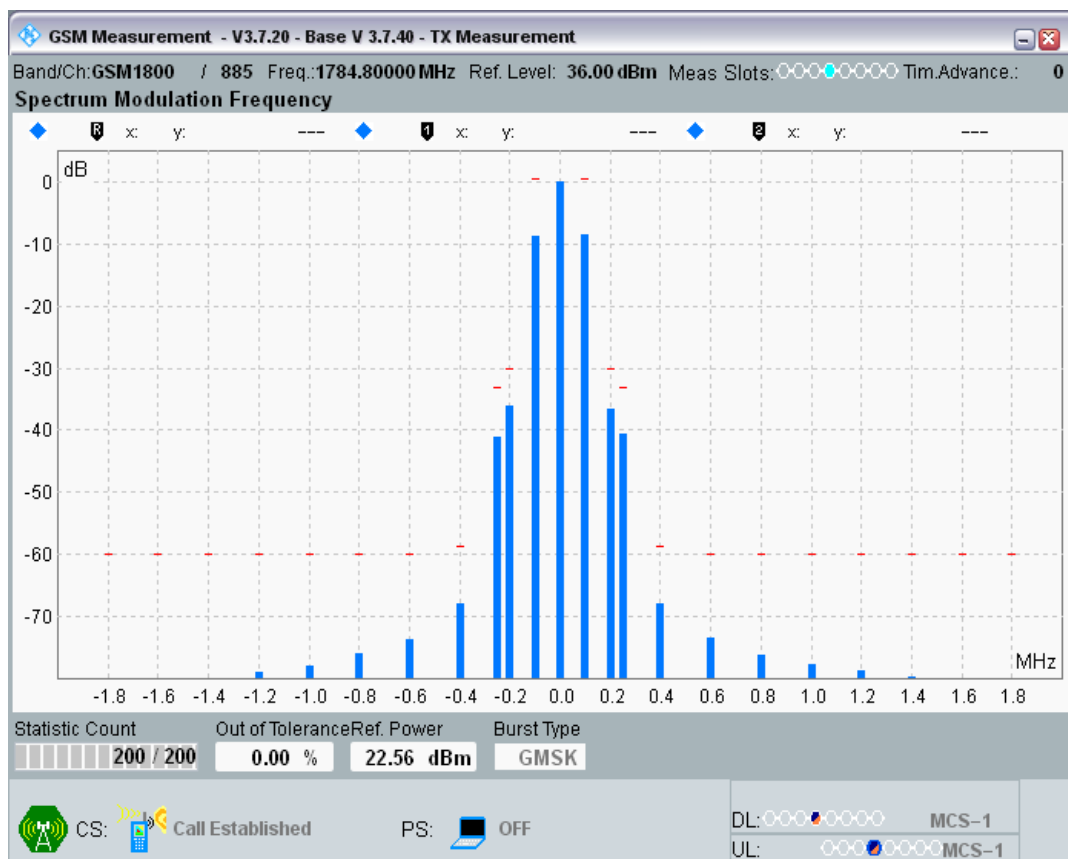 GSM Measurement - V3.7.20 - Base V 3.7.40 - TX Measurement
Band/Ch:GSM1800 / 885 Freq.:1784.80000 MHz Ref. Level: 36.00 dBm Meas Slots: Tim.Advance.: 0
Spectrum Modulation Frequency
R x: y: --- 1 x: y: --- 2 x: y: ---
dB
0
-10
-20
-30
-40
-50
-60
-70
MHz
-1.8 -1.6 -1.4 -1.2 -1.0 -0.8 -0.6 -0.4 -0.2 0.0 0.2 0.4 0.6 0.8 1.0 1.2 1.4 1.6 1.8
Statistic Count Out of Tolerance Ref. Power Burst Type
200 / 200 0.00 % 22.56 dBm GMSK
CS: Call Established PS: OFF DL: MCS-1
UL: MCS-1